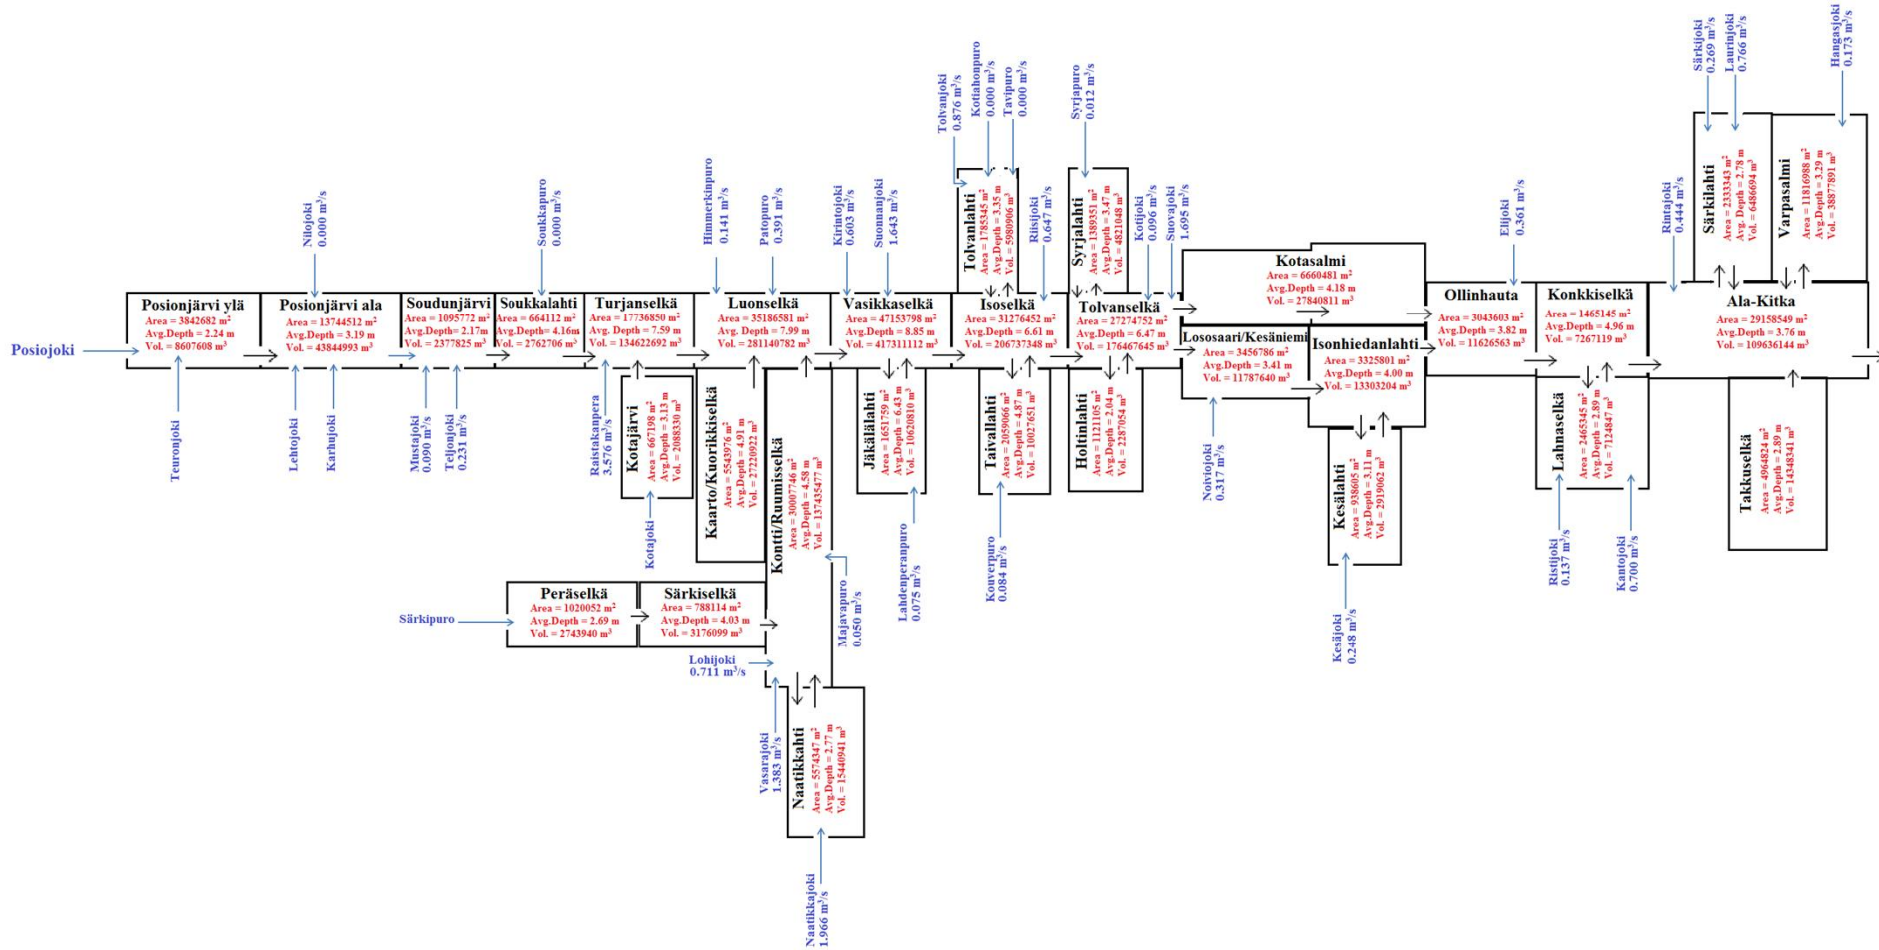 Särkijoki
0.269 m³/s
Laurinjoki
0.766 m³/s
Hangasjoki
0.173 m³/s
Tolvanjoki
0.876 m³/s
Kotiahonpuro
0.000 m³/s
Tavipuro
0.000 m³/s
Syrjapuro
0.012 m³/s
Nilojoki
0.000 m³/s
Soukkapuro
0.000 m³/s
Himmerkinpuro
0.141 m³/s
Patopuro
0.391 m³/s
Kirintojoki
0.603 m³/s
Suonnanjoki
1.643 m³/s
Riisijoki
0.647 m³/s
Kotijoki
0.096 m³/s
Suovajoki
1.695 m³/s
Elijoki
0.361 m³/s
Rintajoki
0.444 m³/s
Tolvanlahti
Area = 1785345 m²
Avg.Depth = 3.35 m
Vol. = 5980906 m³
Syrjalahti
Area = 1389351 m²
Avg.Depth = 3.47 m
Vol. = 4821048 m³
Särkilahti
Area = 2333343 m²
Avg. Depth = 2.78 m
Vol. = 6486694 m³
Varpasalmi
Area = 11816988 m²
Avg.Depth = 3.29 m
Vol. = 38877891 m³
Posiojoki
Posionjärvi ylä
Area = 3842682 m²
Avg.Depth = 2.24 m
Vol. = 8607608 m³
Posionjärvi ala
Area = 13744512 m²
Avg.Depth = 3.19 m
Vol. = 43844993 m³
Soudunjärvi
Area = 1095772 m²
Avg.Depth= 2.17m
Vol. = 2377825 m³
Soukkalahti
Area = 664112 m²
Avg.Depth = 4.16m
Vol. = 2762706 m³
Turjanselkä
Area = 17736850 m²
Avg.Depth = 7.59 m
Vol. = 134622692 m³
Luonselkä
Area = 35186581 m²
Avg.Depth = 7.99 m
Vol. = 281140782 m³
Vasikkaselkä
Area = 47153798 m²
Avg.Depth = 8.85 m
Vol. = 417311112 m³
Isoselkä
Area = 31276452 m²
Avg.Depth = 6.61 m
Vol. = 206737348 m³
Tolvanselkä
Area = 27274752 m²
Avg.Depth = 6.47 m
Vol. = 176467645 m³
Kotasalmi
Area = 6660481 m²
Avg.Depth = 4.18 m
Vol. = 27840811 m³
Lososaari/Kesäniemi
Area = 3456786 m²
Avg.Depth = 3.41 m
Vol. = 11787640 m³
Isonhiedanlahti
Area = 3325801 m²
Avg.Depth = 4.00 m
Vol. = 13303204 m³
Ollinhauta
Area = 3043603 m²
Avg.Depth = 3.82 m
Vol. = 11626563 m³
Konkkiselkä
Area = 1465145 m²
Avg.Depth = 4.96 m
Vol. = 7267119 m³
Ala-Kitka
Area = 29158549 m²
Avg.Depth = 3.76 m
Vol. = 109636144 m³
Teuronjoki
Lehtojoki
Karhujoki
Mustajoki
0.090 m³/s
Teljonjoki
0.231 m³/s
Raistakanpera
3.576 m³/s
Kotajärvi
Area = 667198 m²
Avg.Depth = 3.13 m
Vol. = 2088330 m³
Kotajoki
Kaarto/Kuorikkiselkä
Area = 5543976 m²
Avg.Depth = 4.91 m
Vol. = 27220922 m³
Kontti/Ruumisselkä
Area = 30007746 m²
Avg.Depth = 4.58 m
Vol. = 137435477 m³
Jäkälälahti
Area = 1651759 m²
Avg.Depth = 6.43 m
Vol. = 10620810 m³
Lahdenperanpuro
0.075 m³/s
Taivallahti
Area = 2059066 m²
Avg.Depth = 4.87 m
Vol. = 10027651 m³
Kouverpuro
0.084 m³/s
Holtinlahti
Area = 1121105 m²
Avg.Depth = 2.04 m
Vol. = 2287054 m³
Noiviojoki
0.317 m³/s
Kesälahti
Area = 938605 m²
Avg.Depth = 3.11 m
Vol. = 2919062 m³
Kesäjoki
0.248 m³/s
Lahnaselkä
Area = 2465345 m²
Avg.Depth = 2.89 m
Vol. = 7124847 m³
Ristijoki
0.137 m³/s
Kantojoki
0.700 m³/s
Takkuselkä
Area = 4964824 m²
Avg.Depth = 2.89 m
Vol. = 14348341 m³
Särkipuro
Peräselkä
Area = 1020052 m²
Avg.Depth = 2.69 m
Vol. = 2743940 m³
Särkiselkä
Area = 788114 m²
Avg.Depth = 4.03 m
Vol. = 3176099 m³
Majavapuro
0.050 m³/s
Lohijoki
0.711 m³/s
Vasarajoki
1.383 m³/s
Naatikkahti
Area = 5574347 m²
Avg.Depth = 2.77 m
Vol. = 15440941 m³
Naatikkajoki
1.966 m³/s